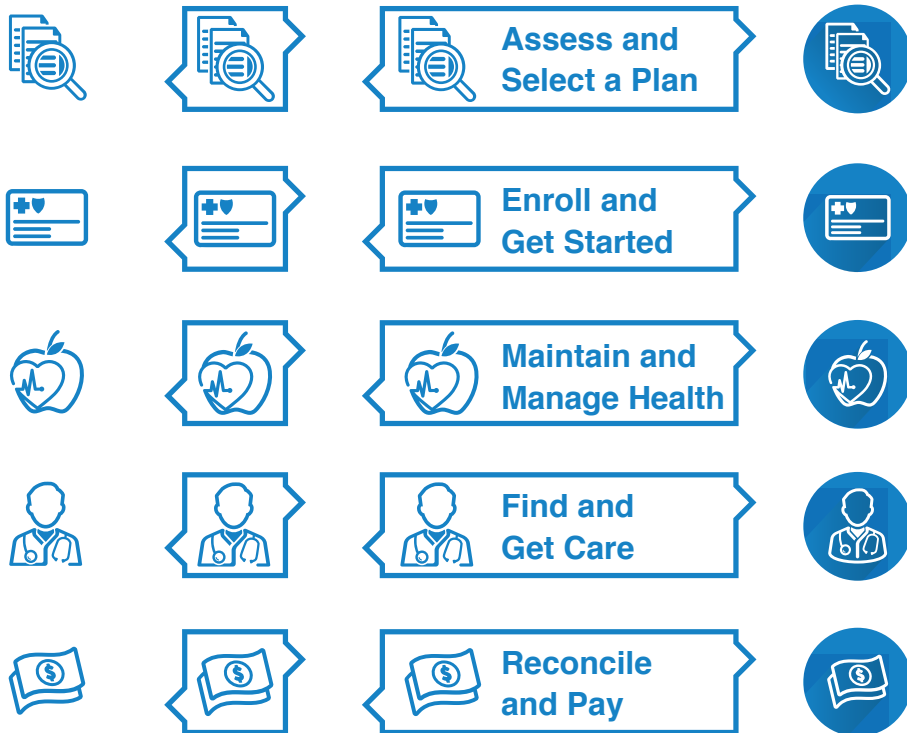 Assess and
Select a Plan
Enroll and
Get Started
Maintain and
Manage Health
Find and
Get Care
Reconcile
and Pay